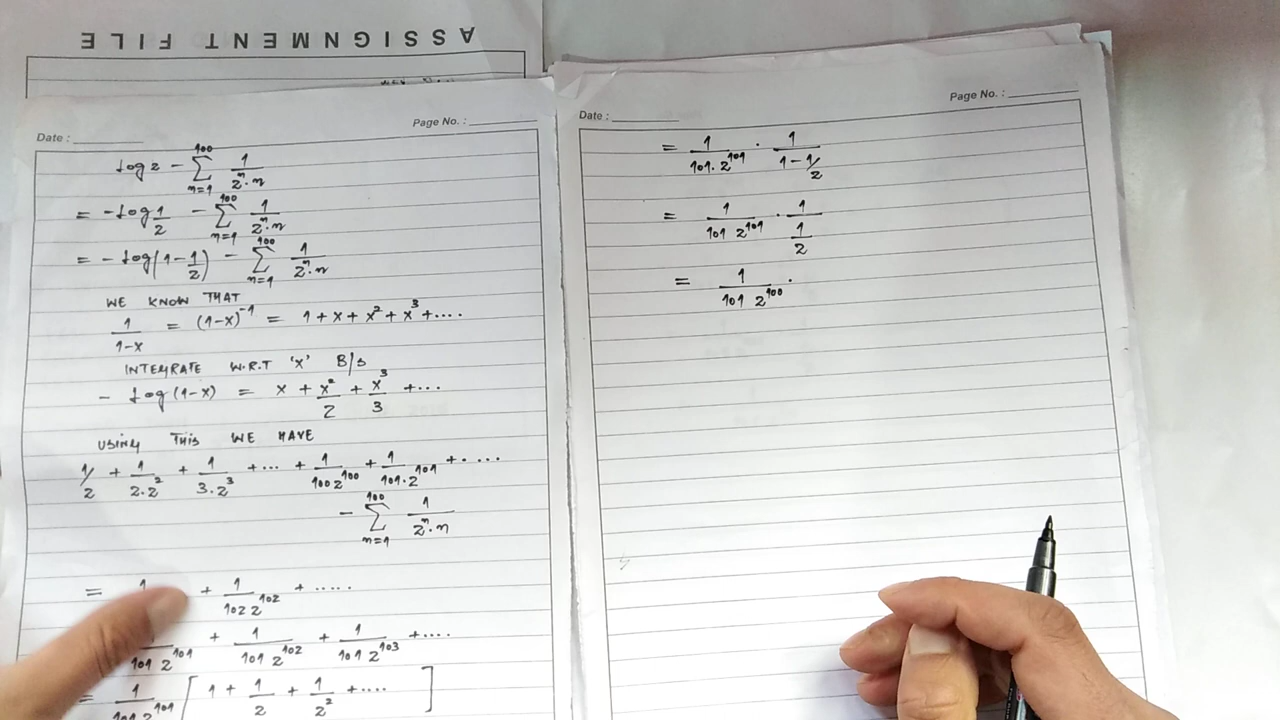 ASSIGNMENT FILE
Date :
Page No. :
log 2 - ∑_{n=1}^{100} 1/(2^n·n)
= -log 1/2 - ∑_{n=1}^{100} 1/(2^n·n)
= -log(1-1/2) - ∑_{n=1}^{100} 1/(2^n·n)
WE KNOW THAT
1/(1-x) = (1-x)^{-1} = 1+x+x^2+x^3+....
INTEGRATE W.R.T 'x' B/s
- log(1-x) = x + x^2/2 + x^3/3 +...
USING THIS WE HAVE
1/2 + 1/(2.2^2) + 1/(3.2^3) +... + 1/(100 2^100) + 1/(101.2^101) +....
- ∑_{n=1}^{100} 1/(2^n·n)
= + 1/(102 2^102) + .....
1/(101 2^101) + 1/(101 2^102) + 1/(101 2^103) +....
= 1/(101 2^101) [1 + 1/2 + 1/2^2 +....]
Date :
Page No. :
= 1/(101.2^101) · 1/(1-1/2)
= 1/(101 2^101) · 1/(1/2)
= 1/(101 2^100).